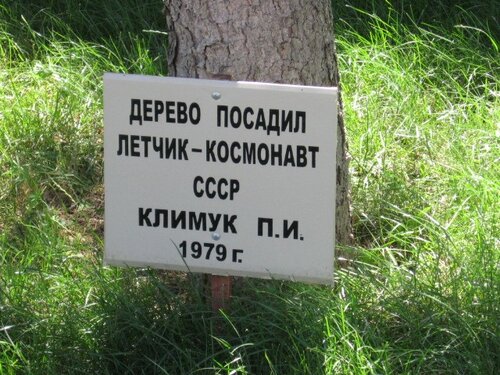 ДЕРЕВО ПОСАДИЛ
ЛЕТЧИК-КОСМОНАВТ
СССР
КЛИМУК П.И.
1979 г.